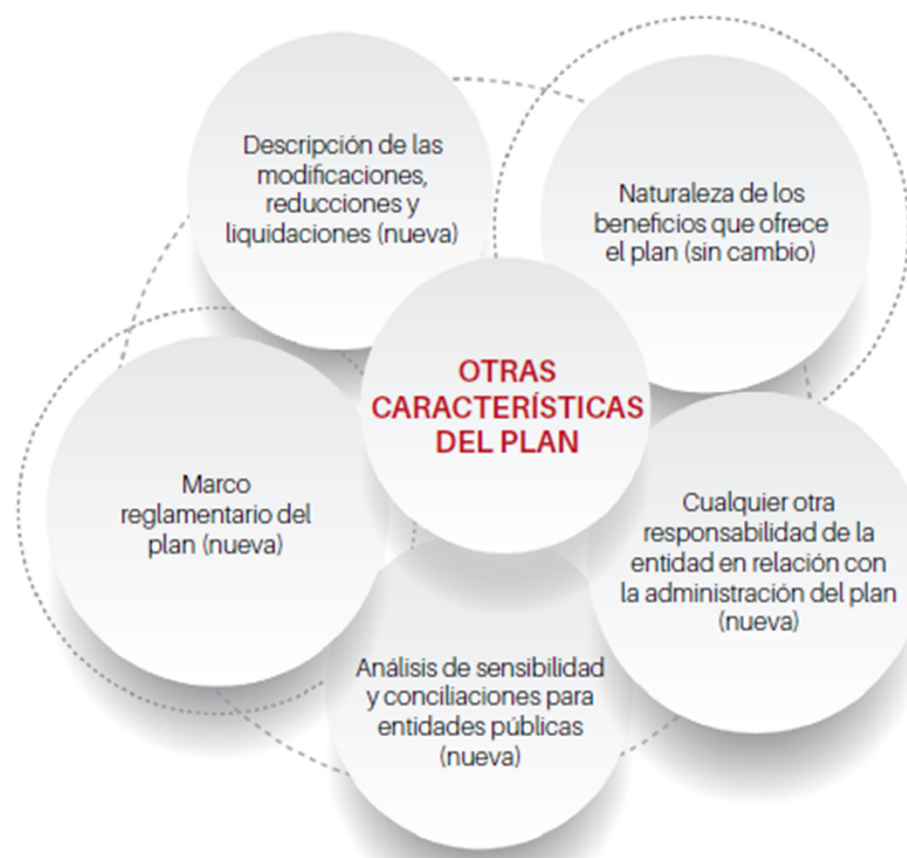 Descripción de las
modificaciones,
reducciones y
liquidaciones (nueva)
Naturaleza de los
beneficios que ofrece
el plan (sin cambio)
OTRAS
CARACTERÍSTICAS
DEL PLAN
Marco
reglamentario del
plan (nueva)
Cualquier otra
responsabilidad de la
entidad en relación con
la administración del plan
(nueva)
Análisis de sensibilidad
y conciliaciones para
entidades públicas
(nueva)